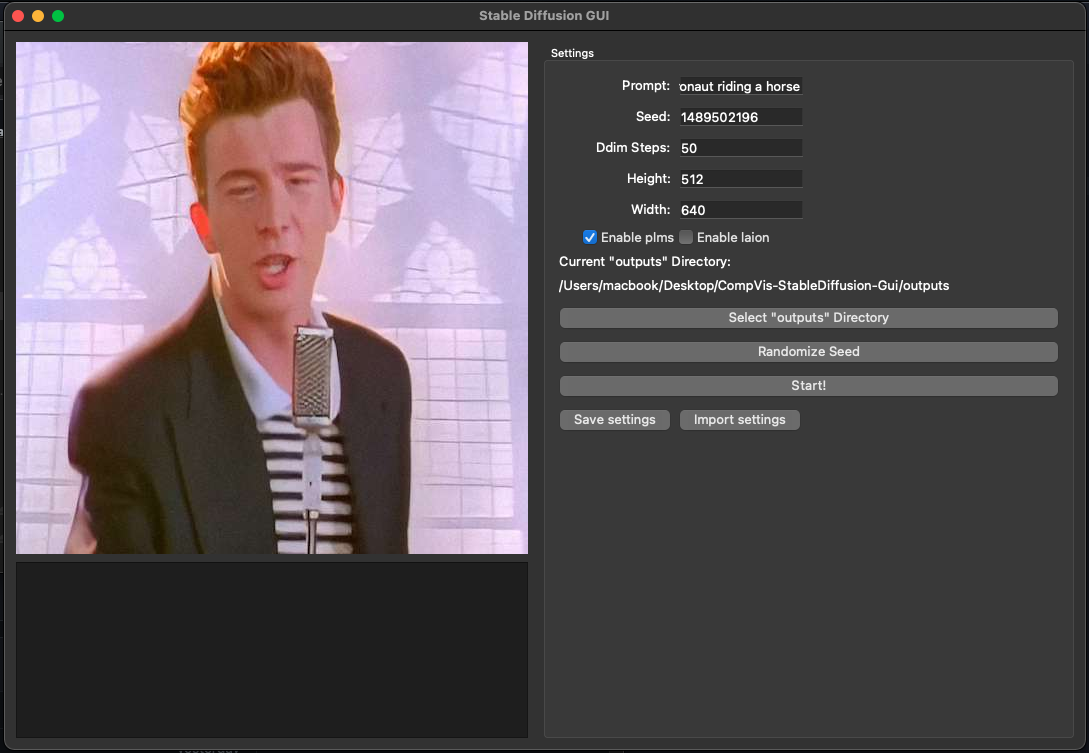 Stable Diffusion GUI
Settings
Prompt: onaut riding a horse
Seed: 1489502196
Ddim Steps: 50
Height: 512
Width: 640
Enable plms Enable laion
Current "outputs" Directory:
/Users/macbook/Desktop/CompVis-StableDiffusion-Gui/outputs
Select "outputs" Directory
Randomize Seed
Start!
Save settings Import settings